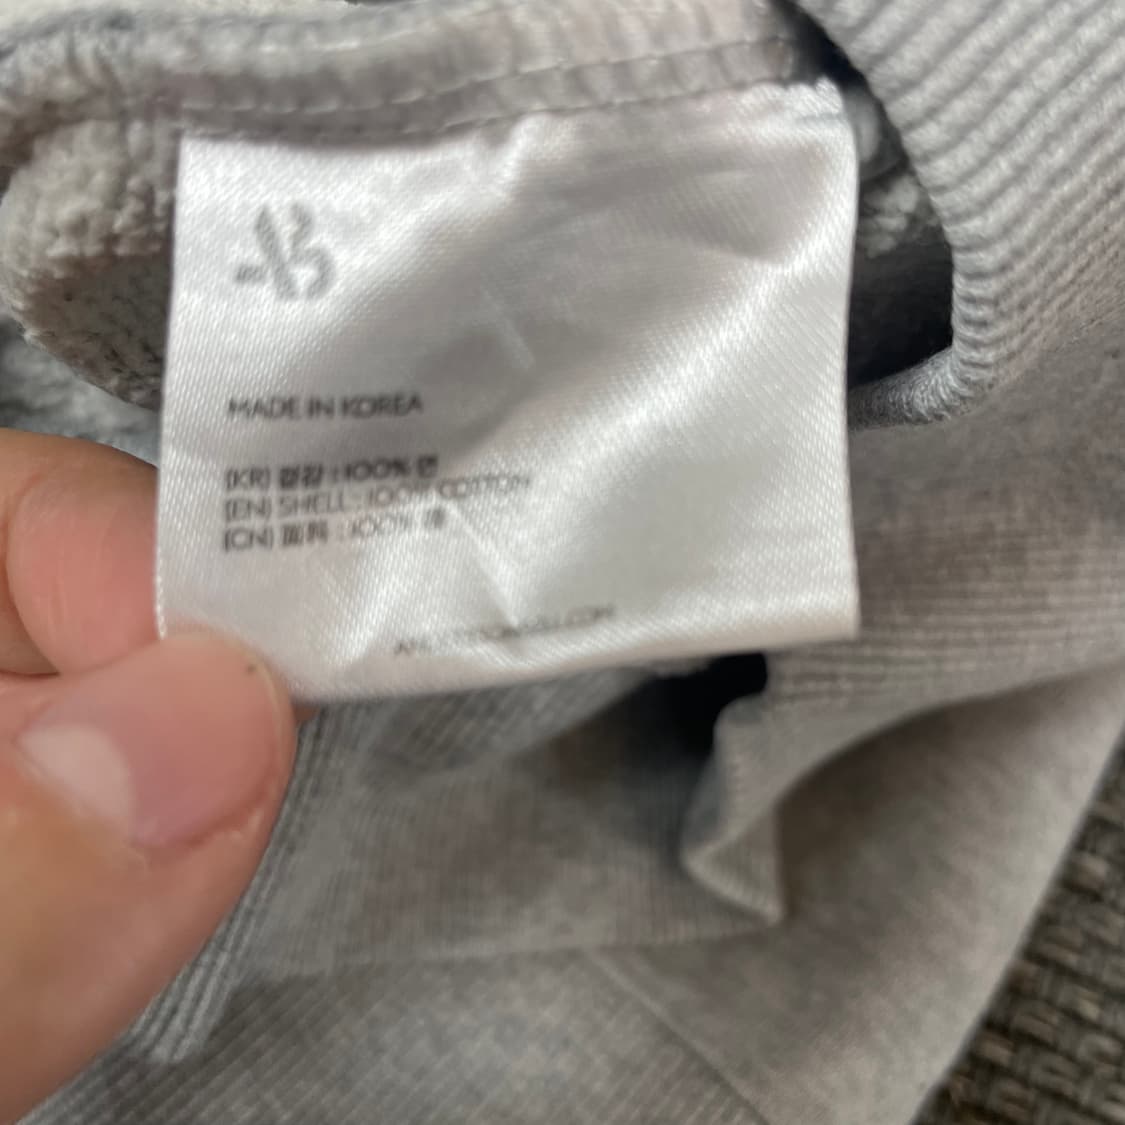 MADE IN KOREA
[KR] 겉감 : 100% 면
[EN] SHELL : 100% COTTON
[CN] 面料 : 100% 棉